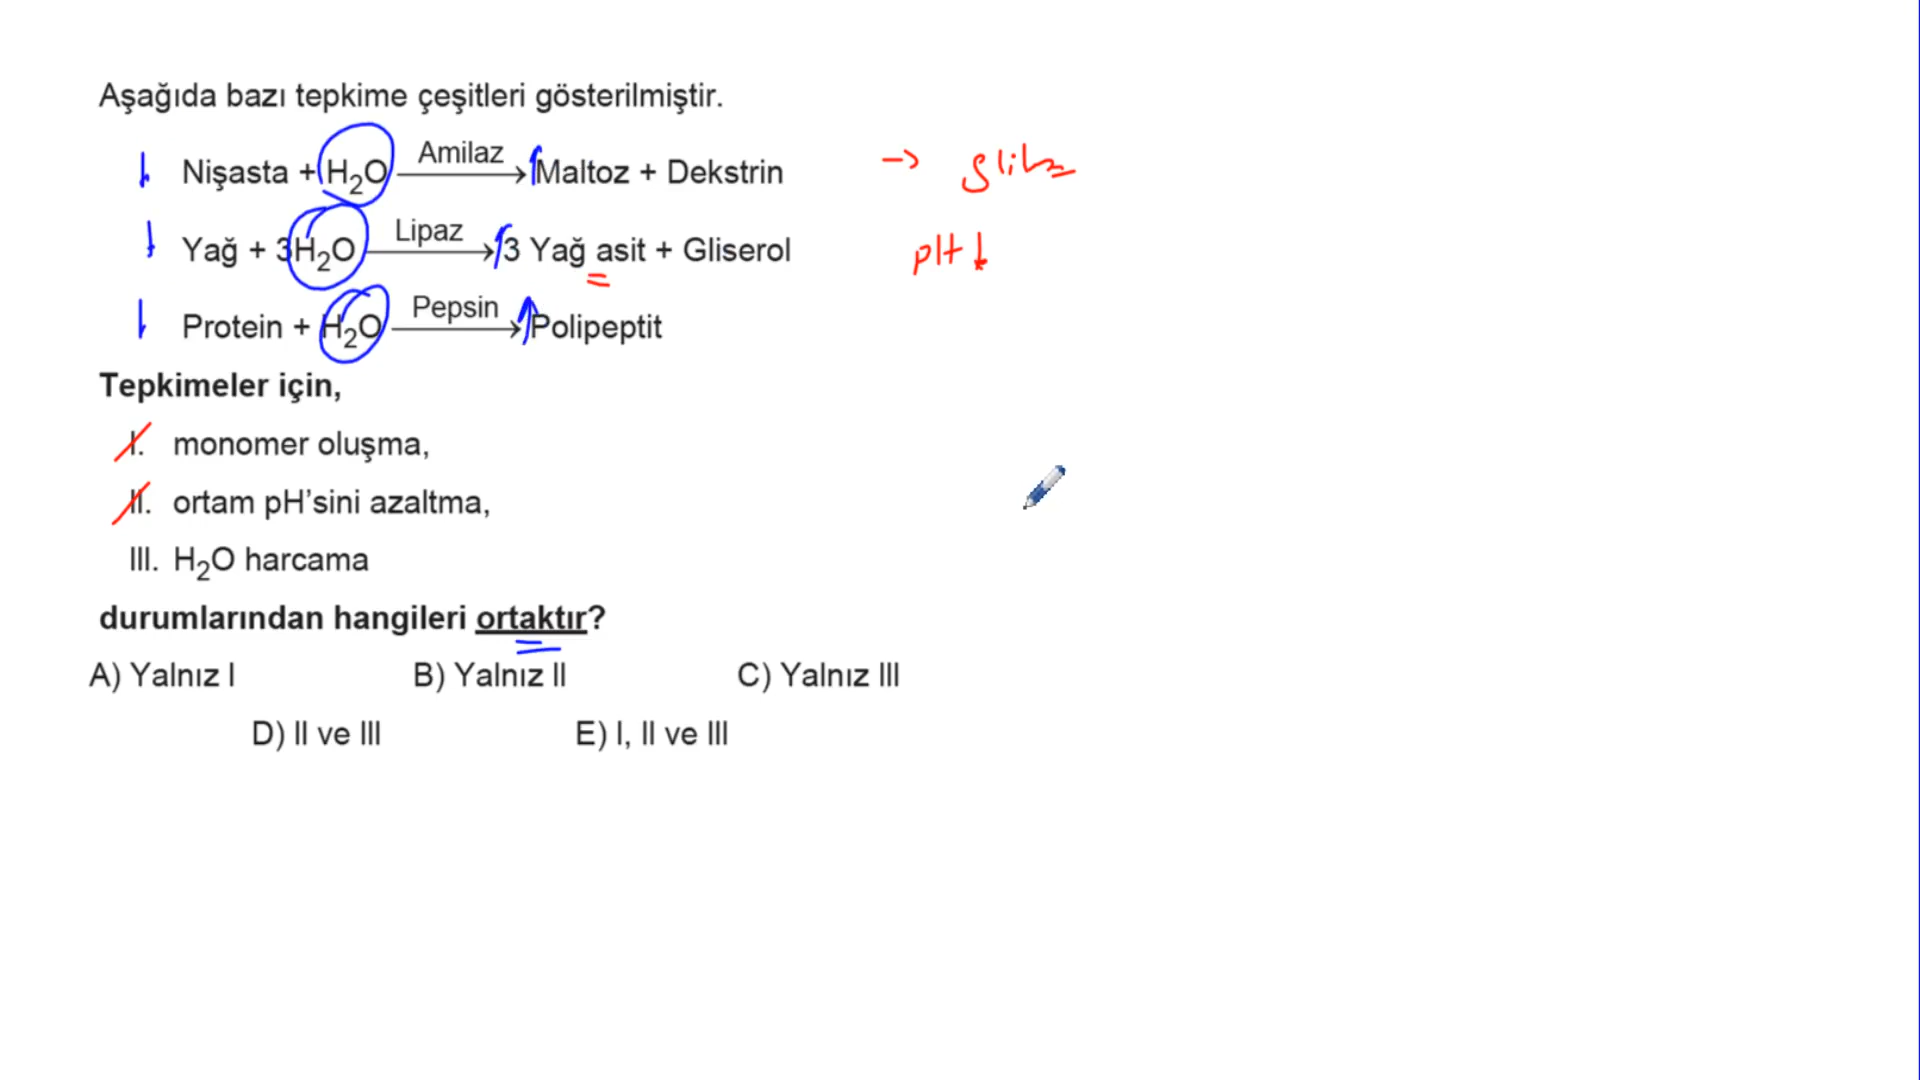 Aşağıda bazı tepkime çeşitleri gösterilmiştir.
Nişasta + H₂O Amilaz → Maltoz + Dekstrin
Yağ + 3H₂O Lipaz → 3 Yağ asit + Gliserol
pH↓
Protein + H₂O Pepsin → Polipeptit
Tepkimeler için,
I. monomer oluşma,
II. ortam pH’sini azaltma,
III. H₂O harcama
durumlarından hangileri ortaktır?
A) Yalnız I B) Yalnız II C) Yalnız III
D) II ve III E) I, II ve III